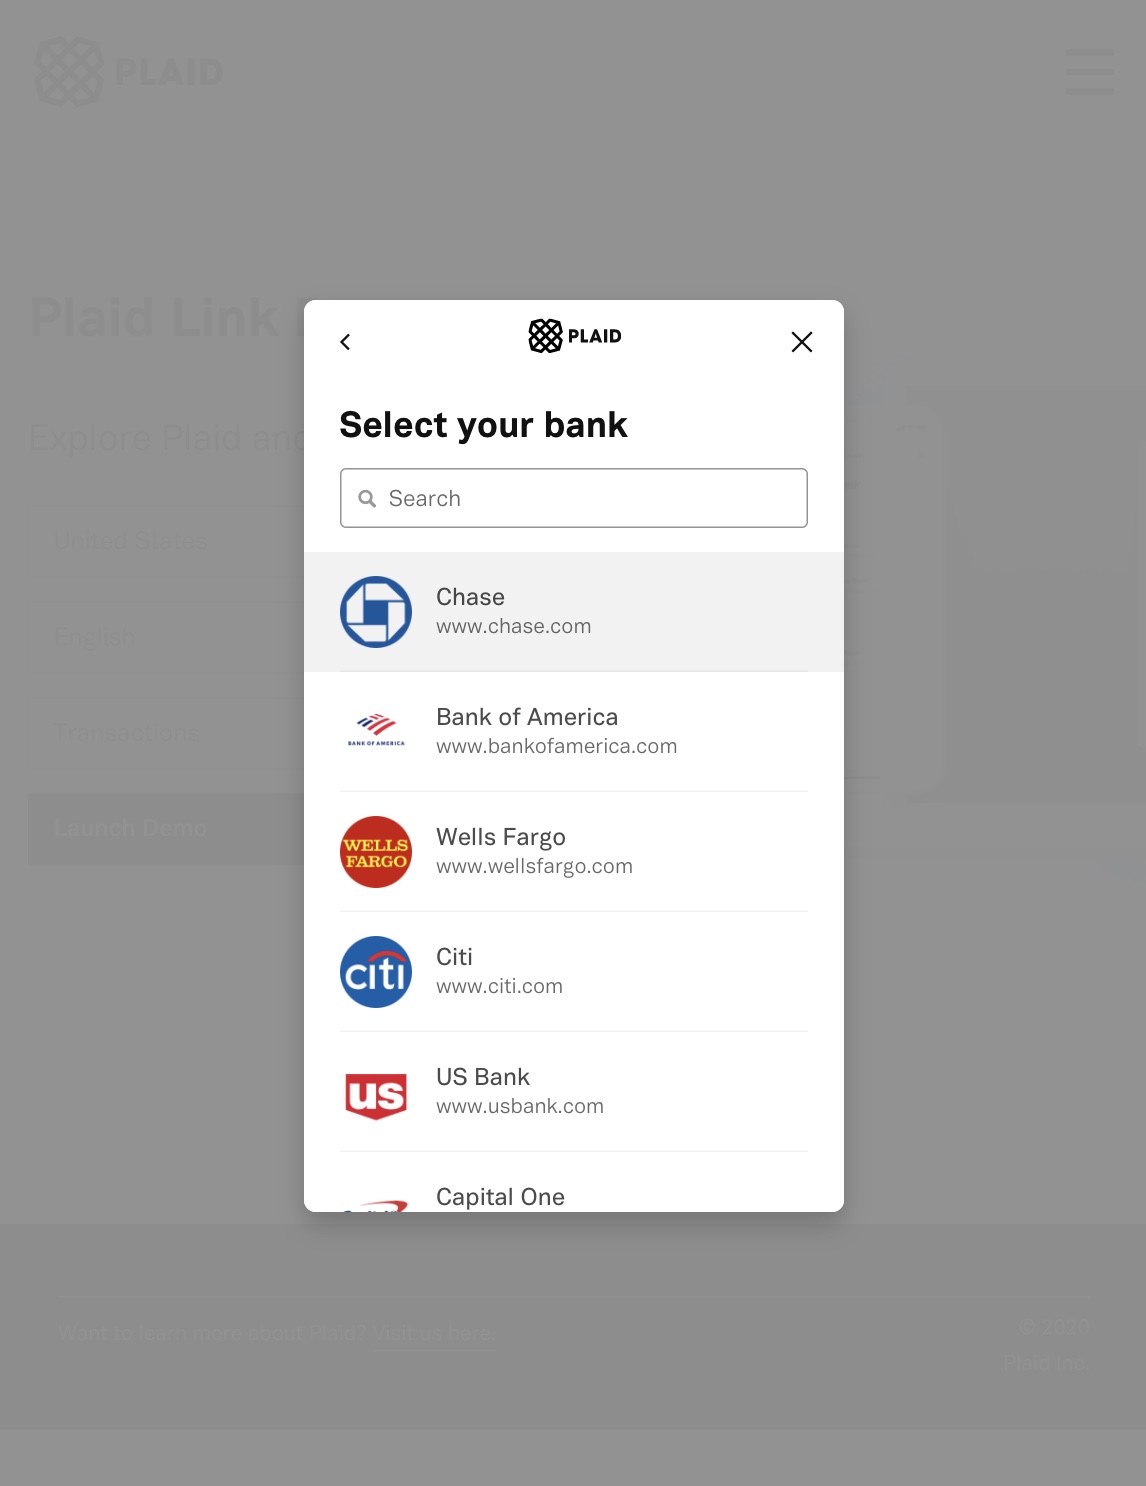 PLAID
Plaid Link
Explore Plaid and
United States
English
Transactions
Launch Demo
PLAID
Select your bank
Search
Chase
www.chase.com
BANK OF AMERICA
Bank of America
www.bankofamerica.com
WELLS
FARGO
Wells Fargo
www.wellsfargo.com
citi
Citi
www.citi.com
us
US Bank
www.usbank.com
Capital One
Want to learn more about Plaid? Visit us here.
© 2020
Plaid Inc.